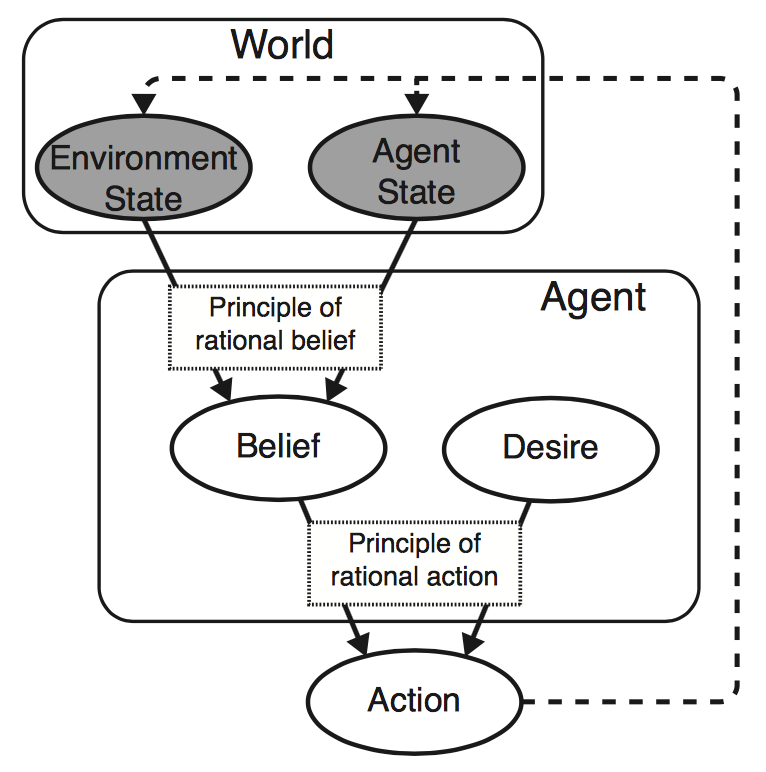 World
Environment
State
Agent
State
Agent
Principle of
rational belief
Belief
Desire
Principle of
rational action
Action